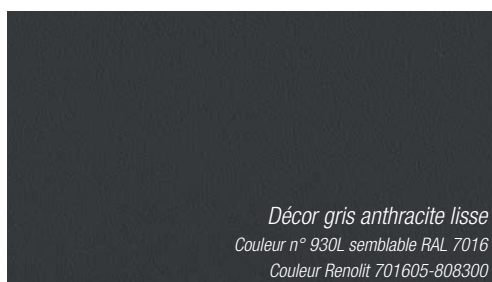 Décor gris anthracite lisse
Couleur n° 930L semblable RAL 7016
Couleur Renolit 701605-808300